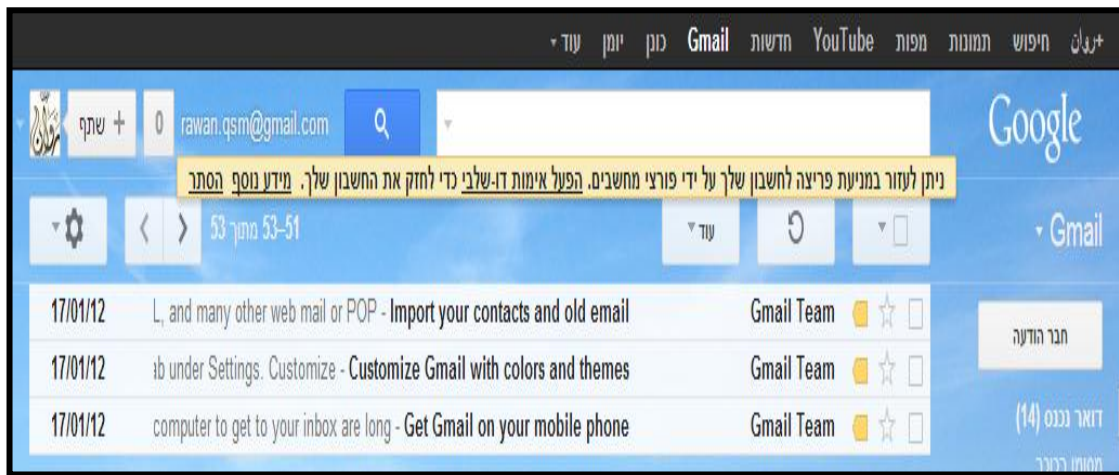 +روان חיפוש תמונות מפות YouTube חדשות Gmail כונן יומן עוד
Google rawan.qsm@gmail.com 0 + שתף
ניתן לעזור במניעת פריצה לחשבון שלך על ידי פורצי מחשבים. הפעל אימות דו-שלבי כדי לחזק את החשבון שלך. מידע נוסף הסתר
Gmail עוד 51–53 מתוך 53
חבר הודעה
דואר נכנס (14)
Gmail Team Import your contacts and old email - L, and many other web mail or POP 17/01/12
Gmail Team Customize Gmail with colors and themes - ab under Settings. Customize 17/01/12
Gmail Team Get Gmail on your mobile phone - computer to get to your inbox are long 17/01/12